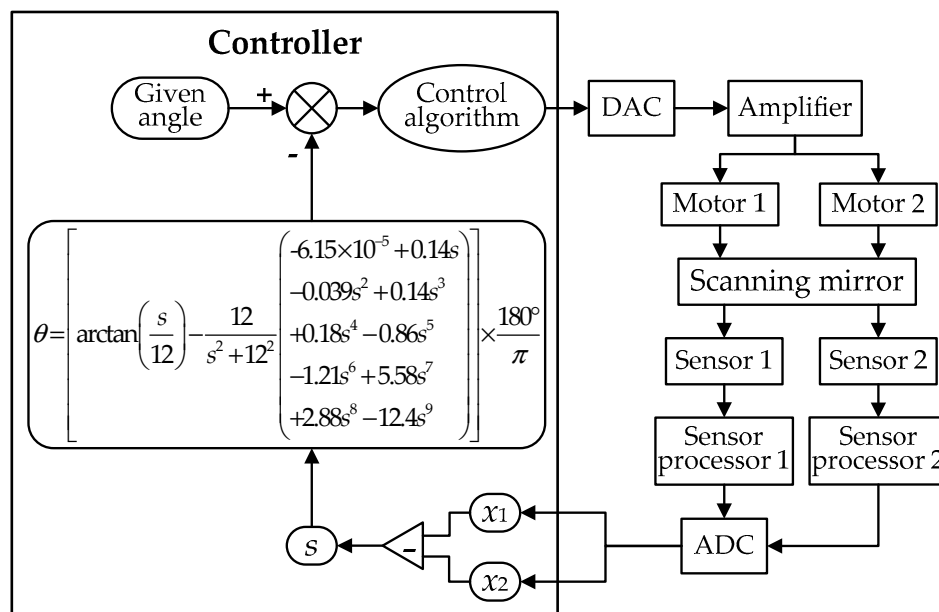 Controller
Given
angle
+
-
Control
algorithm
DAC
Amplifier
Motor 1
Motor 2
Scanning mirror
Sensor 1
Sensor 2
Sensor
processor 1
Sensor
processor 2
ADC
x1
x2
-
s
θ=[arctan(s/12)-12/(s²+12²)(
-6.15×10⁻⁵+0.14s
-0.039s²+0.14s³
+0.18s⁴-0.86s⁵
-1.21s⁶+5.58s⁷
+2.88s⁸-12.4s⁹
)]×180°/π